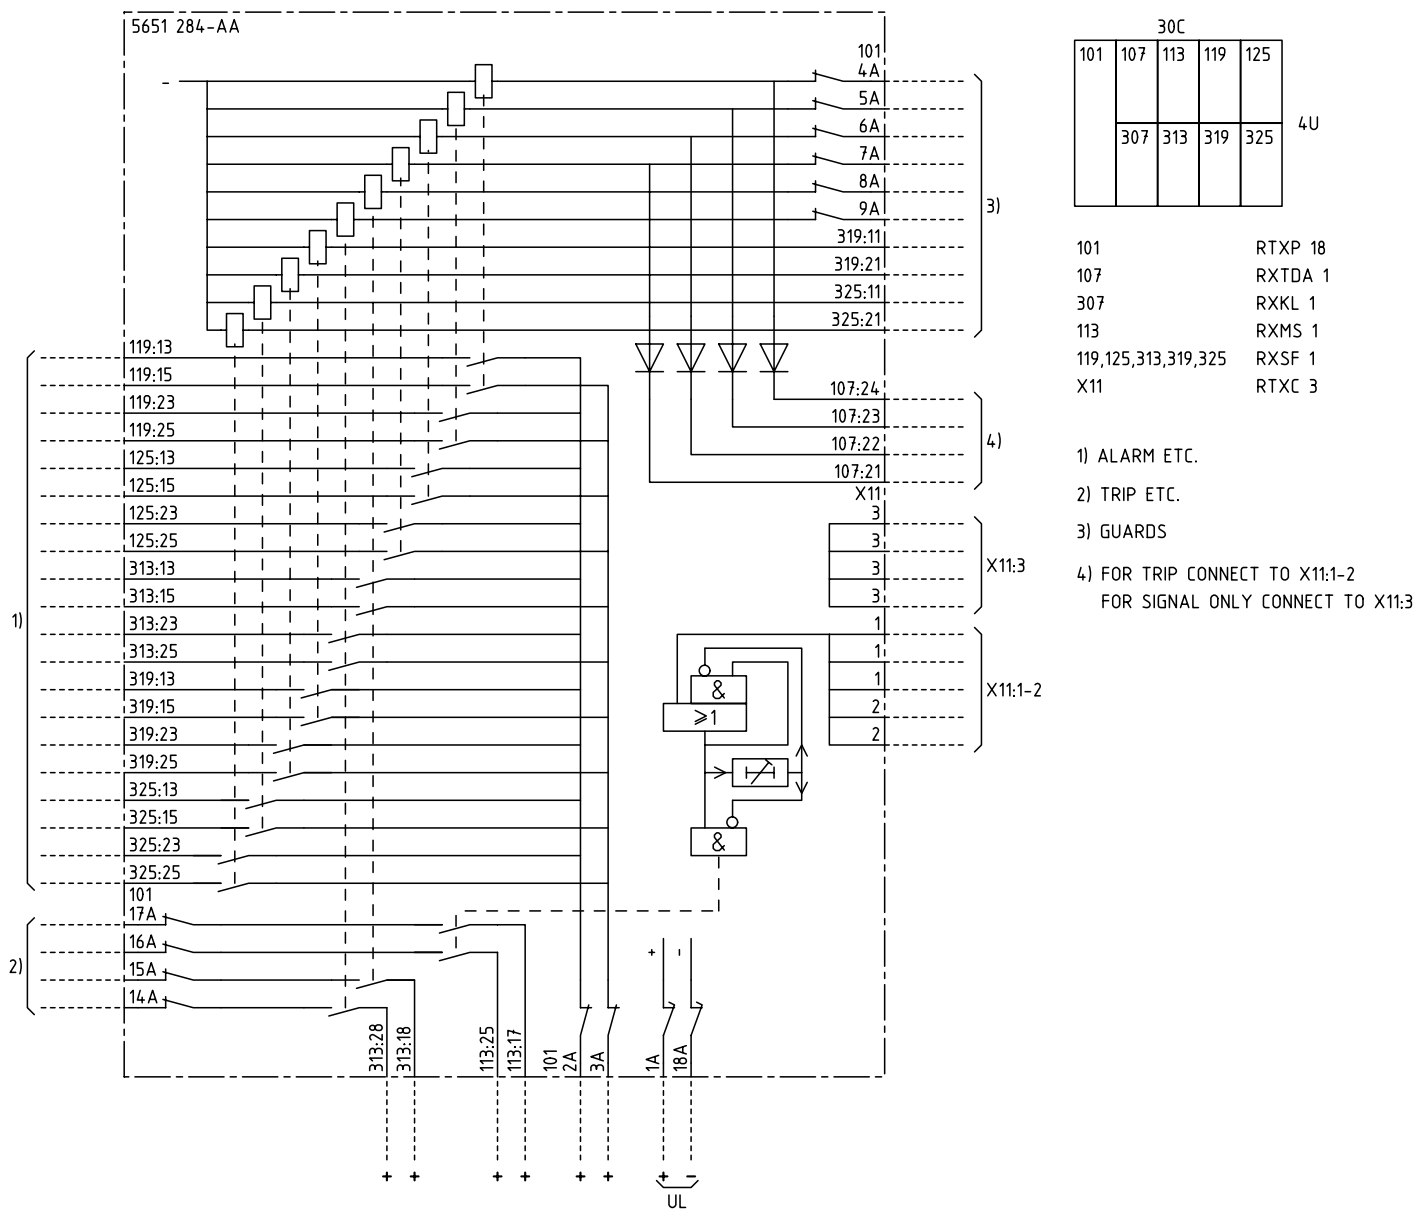 5651 284-AA
-
101
4A
5A
6A
7A
8A
9A
319:11
319:21
325:11
325:21
3)
119:13
119:15
119:23
119:25
125:13
125:15
125:23
125:25
313:13
313:15
313:23
313:25
319:13
319:15
319:23
319:25
325:13
325:15
325:23
325:25
1)
101
17A
16A
15A
14A
2)
107:24
107:23
107:22
107:21
4)
X11
3
3
3
3
X11:3
1
1
1
2
2
X11:1-2
&
≥1
&
+ -
313:28
313:18
113:25
113:17
101
2A
3A
1A
18A
+ + + + + + + -
UL
30C
101 107 113 119 125
307 313 319 325
4U
101 RTXP 18
107 RXTDA 1
307 RXKL 1
113 RXMS 1
119,125,313,319,325 RXSF 1
X11 RTXC 3
1) ALARM ETC.
2) TRIP ETC.
3) GUARDS
4) FOR TRIP CONNECT TO X11:1-2
FOR SIGNAL ONLY CONNECT TO X11:3